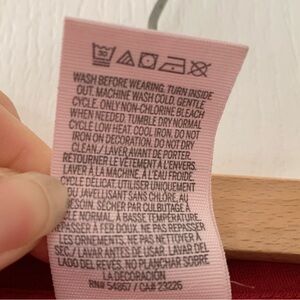 WASH BEFORE WEARING. TURN INSIDE
OUT. MACHINE WASH COLD, GENTLE
CYCLE. ONLY NON-CHLORINE BLEACH
WHEN NEEDED. TUMBLE DRY NORMAL
CYCLE LOW HEAT. COOL IRON. DO NOT
IRON ON DECORATION. DO NOT DRY
CLEAN./ LAVER AVANT DE PORTER.
RETOURNER LE VÊTEMENT À L'ENVERS.
LAVER À LA MACHINE, À L'EAU FROIDE,
CYCLE DELICAT. UTILISER UNIQUEMENT
JAVELLISANT SANS CHLORE, AU
BESOIN. SÉCHER PAR CULBUTAGE
NORMAL, À BASSE TEMPÉRATURE.
REPASSER À FER DOUX. NE PAS REPASSER
LES ORNEMENTS. NE PAS NETTOYER À
SEC./ LAVAR ANTES DE USAR. LAVAR DEL
LADO DEL REVES. NO PLANCHAR SOBRE
LA DECORACIÓN
RN# 54867 / CA# 23226